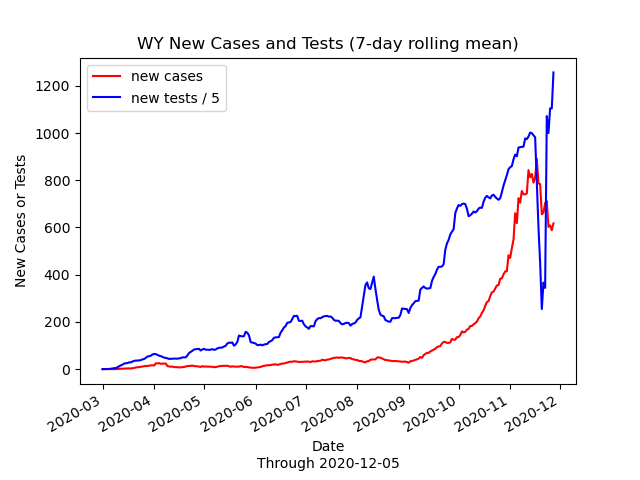 WY New Cases and Tests (7-day rolling mean)
new cases
new tests / 5
1200
1000
800
600
400
200
0
New Cases or Tests
2020-03
2020-04
2020-05
2020-06
2020-07
2020-08
2020-09
2020-10
2020-11
2020-12
Date
Through 2020-12-05